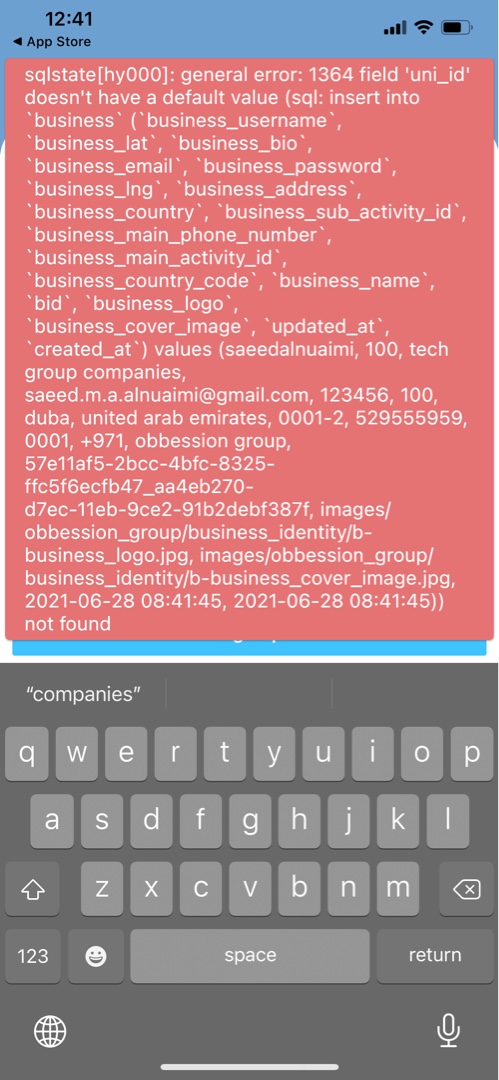 12:41
◀ App Store
sqlstate[hy000]: general error: 1364 field 'uni_id'
doesn't have a default value (sql: insert into
`business` (`business_username`,
`business_lat`, `business_bio`,
`business_email`, `business_password`,
`business_lng`, `business_address`,
`business_country`, `business_sub_activity_id`,
`business_main_phone_number`,
`business_main_activity_id`,
`business_country_code`, `business_name`,
`bid`, `business_logo`,
`business_cover_image`, `updated_at`,
`created_at`) values (saeedalnuaimi, 100, tech
group companies,
saeed.m.a.alnuaimi@gmail.com, 123456, 100,
duba, united arab emirates, 0001-2, 529555959,
0001, +971, obbession group,
57e11af5-2bcc-4bfc-8325-
ffc5f6ecfb47_aa4eb270-
d7ec-11eb-9ce2-91b2debf387f, images/
obbession_group/business_identity/b-
business_logo.jpg, images/obbession_group/
business_identity/b-business_cover_image.jpg,
2021-06-28 08:41:45, 2021-06-28 08:41:45))
not found
“companies”
q w e r t y u i o p
a s d f g h j k l
z x c v b n m
123 space return